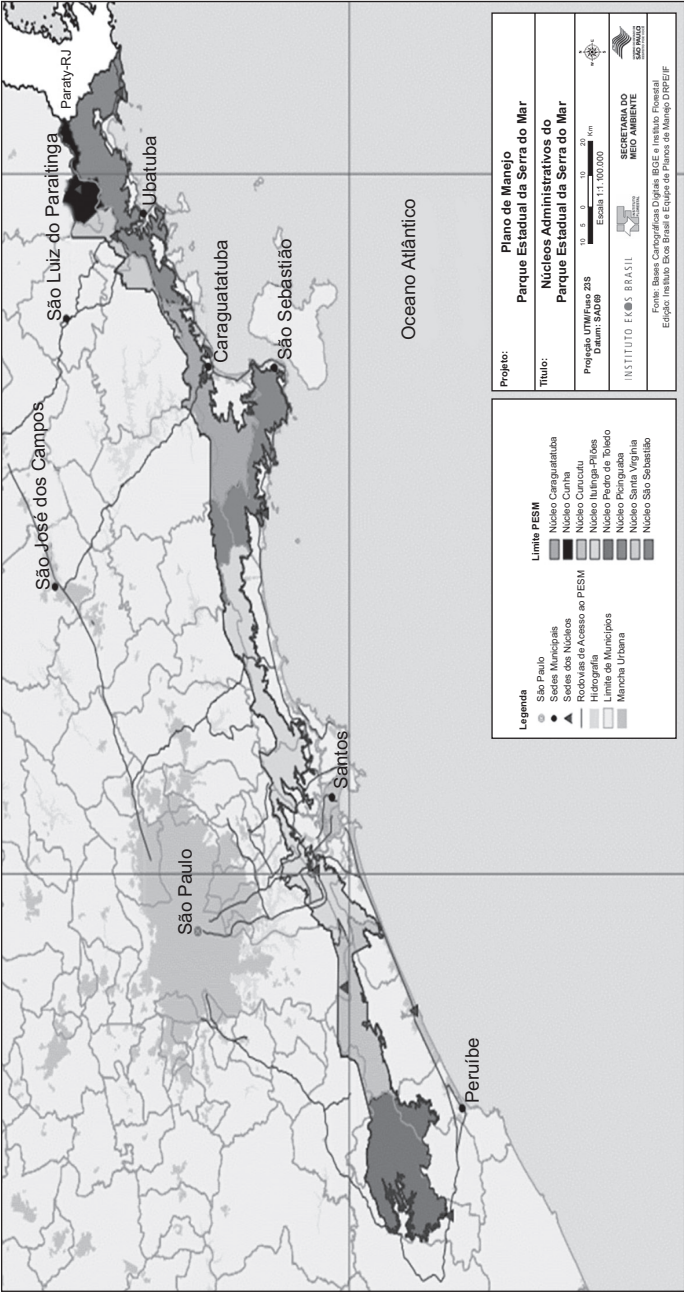 Paraty-RJ
São Luiz do Paraitinga
Ubatuba
São José dos Campos
Caraguatatuba
São Sebastião
Oceano Atlântico
São Paulo
Santos
Peruíbe
Legenda
São Paulo
Sedes Municipais
Sedes dos Núcleos
Rodovias de Acesso ao PESM
Hidrografia
Limite de Municípios
Mancha Urbana
Limite PESM
Núcleo Caraguatatuba
Núcleo Cunha
Núcleo Curucutu
Núcleo Itutinga-Pilões
Núcleo Pedro de Toledo
Núcleo Picinguaba
Núcleo Santa Virgínia
Núcleo São Sebastião
Projeto:
Plano de Manejo
Parque Estadual da Serra do Mar
Título:
Núcleos Administrativos do
Parque Estadual da Serra do Mar
Projeção UTM/Fuso 23S
Datum: SAD69
10 5 0 10 20 Km
Escala 1:1.100.000
INSTITUTO EKOS BRASIL
SECRETARIA DO
MEIO AMBIENTE
SÃO PAULO
Fonte: Bases Cartográficas Digitais IBGE e Instituto Florestal
Edição: Instituto Ekos Brasil e Equipe de Planos de Manejo DRPE/IF